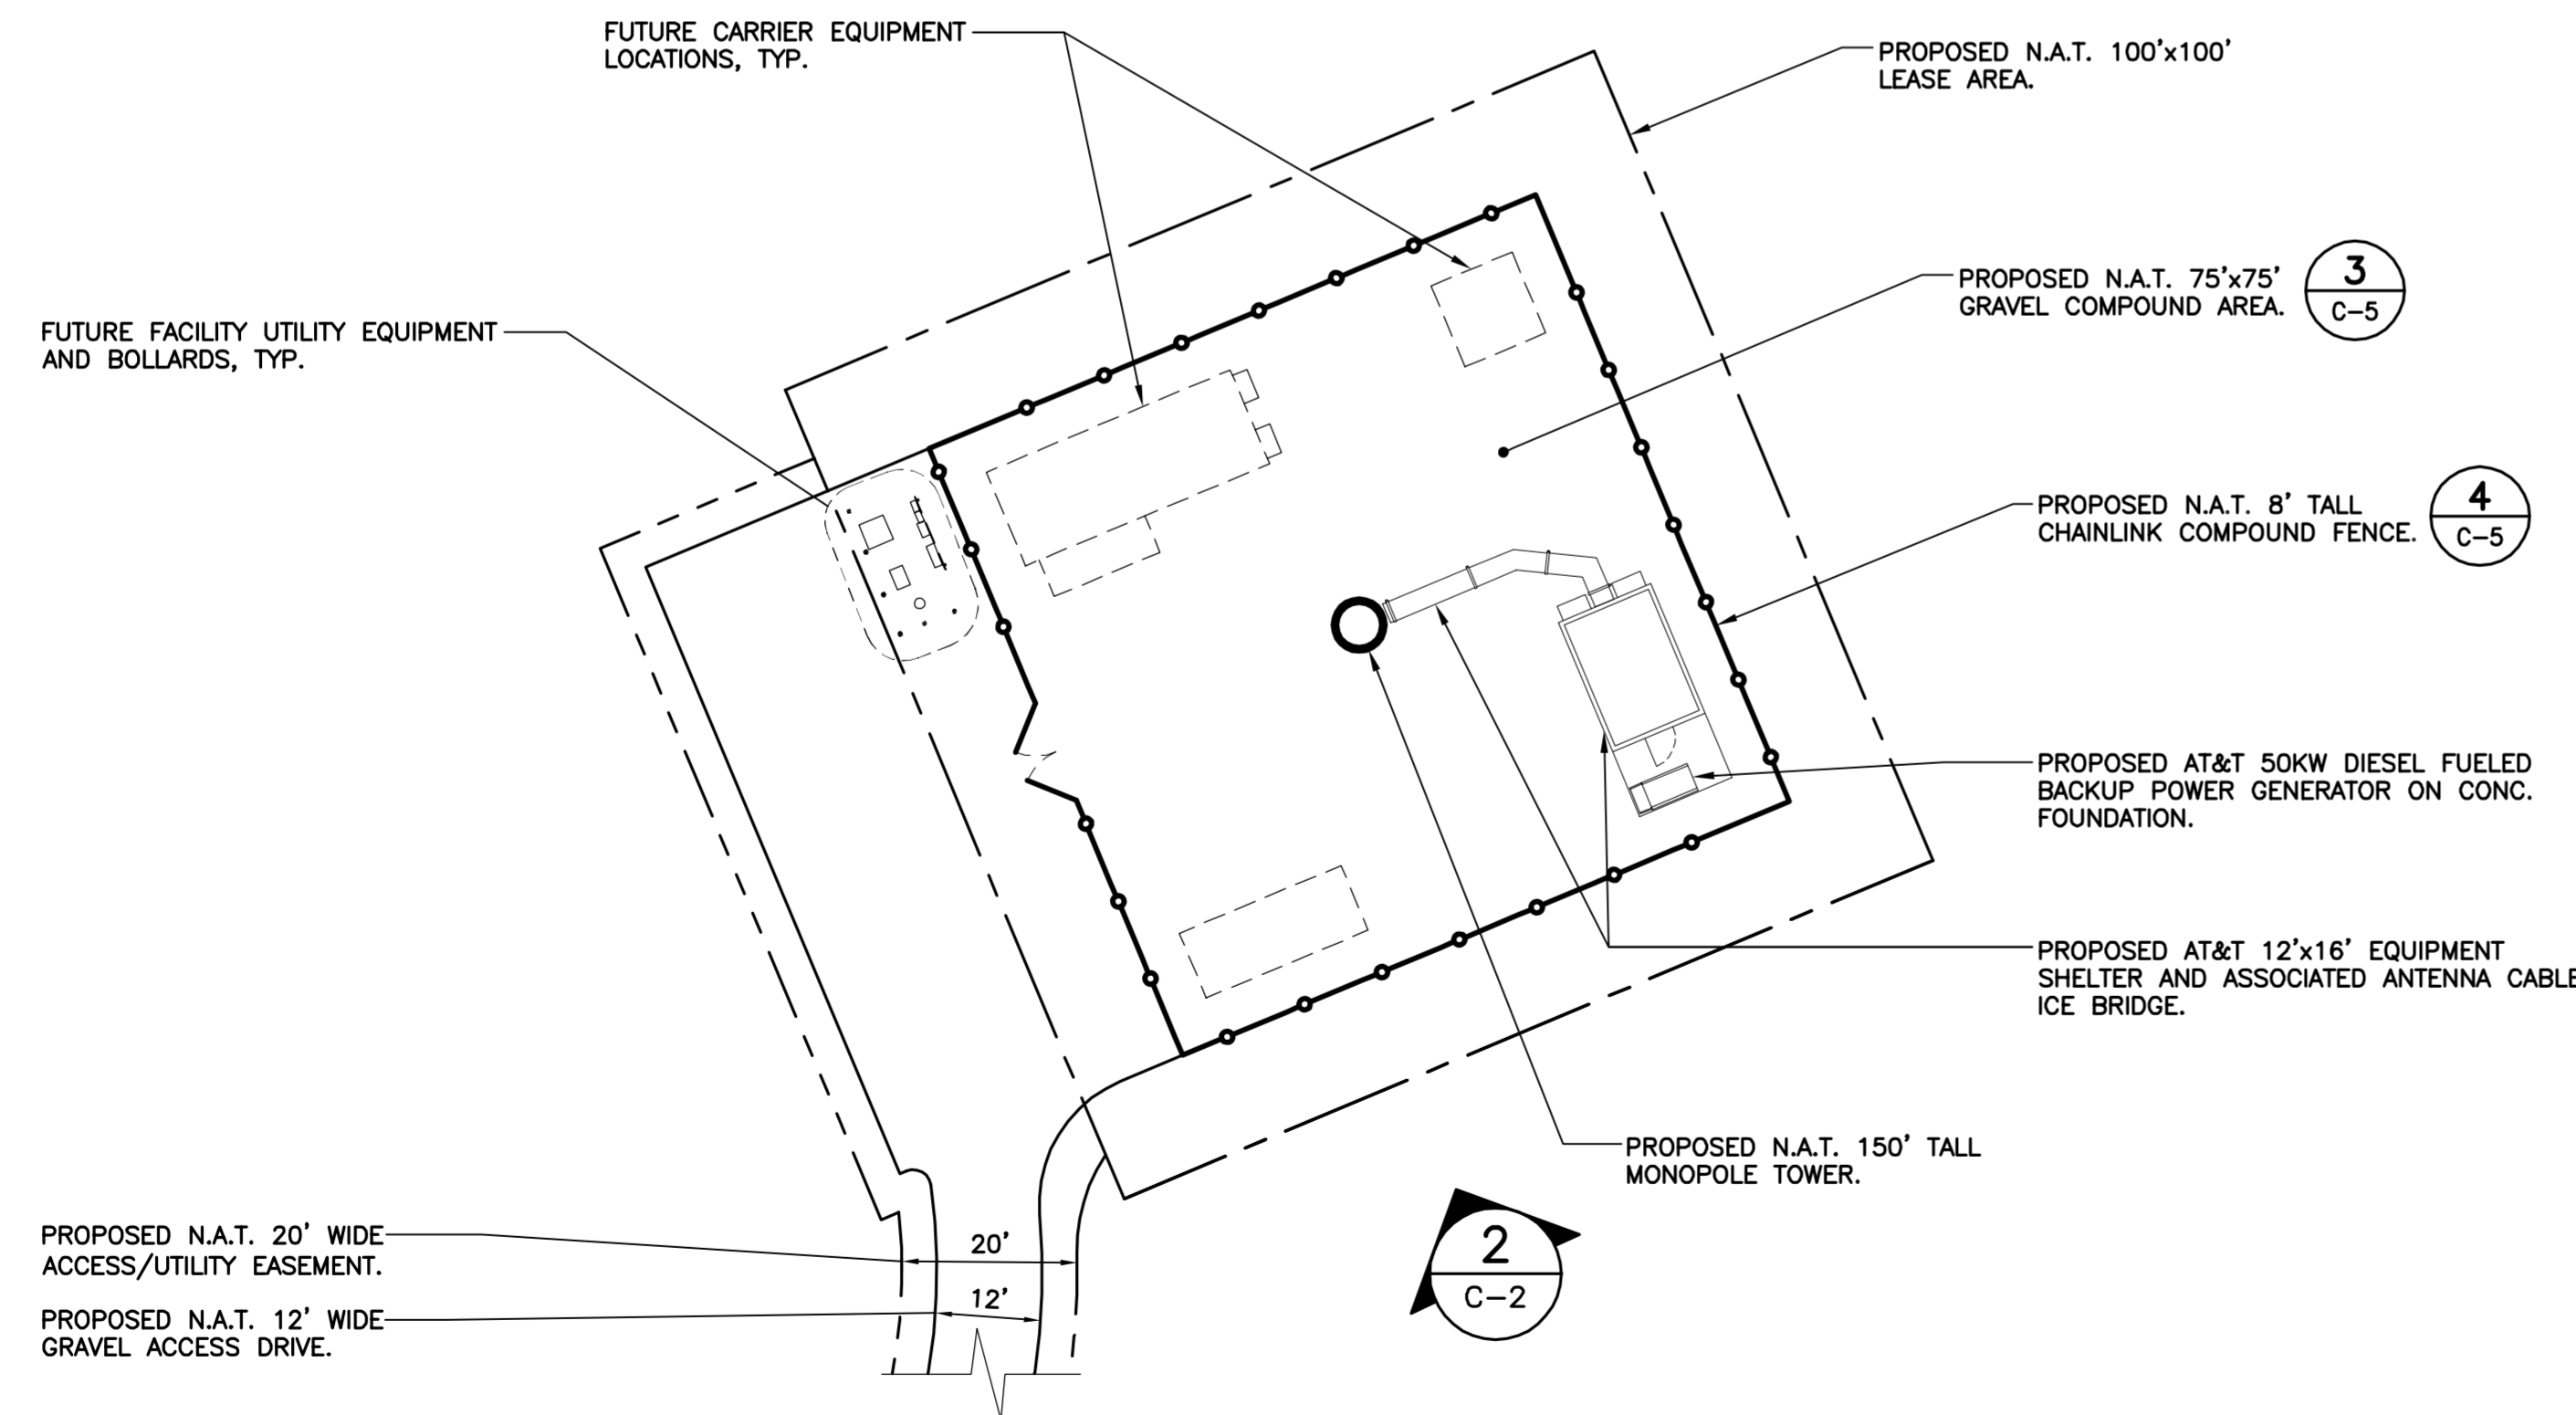 FUTURE CARRIER EQUIPMENT
LOCATIONS, TYP.
PROPOSED N.A.T. 100'x100'
LEASE AREA.
PROPOSED N.A.T. 75'x75'
GRAVEL COMPOUND AREA.
3
C-5
FUTURE FACILITY UTILITY EQUIPMENT
AND BOLLARDS, TYP.
PROPOSED N.A.T. 8' TALL
CHAINLINK COMPOUND FENCE.
4
C-5
PROPOSED AT&T 50KW DIESEL FUELED
BACKUP POWER GENERATOR ON CONC.
FOUNDATION.
PROPOSED AT&T 12'x16' EQUIPMENT
SHELTER AND ASSOCIATED ANTENNA CABLE
ICE BRIDGE.
PROPOSED N.A.T. 150' TALL
MONOPOLE TOWER.
PROPOSED N.A.T. 20' WIDE
ACCESS/UTILITY EASEMENT.
20'
PROPOSED N.A.T. 12' WIDE
GRAVEL ACCESS DRIVE.
12'
2
C-2